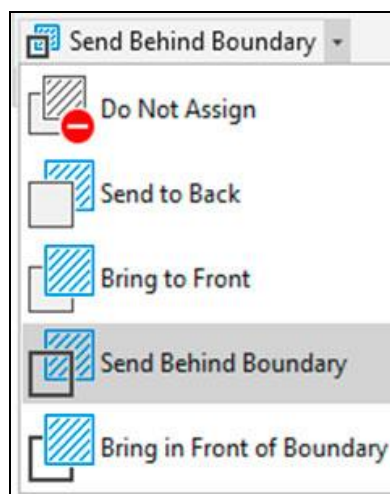 Send Behind Boundary
Do Not Assign
Send to Back
Bring to Front
Send Behind Boundary
Bring in Front of Boundary